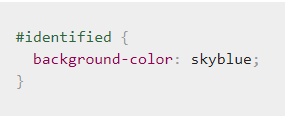 #identified {
  background-color: skyblue;
}